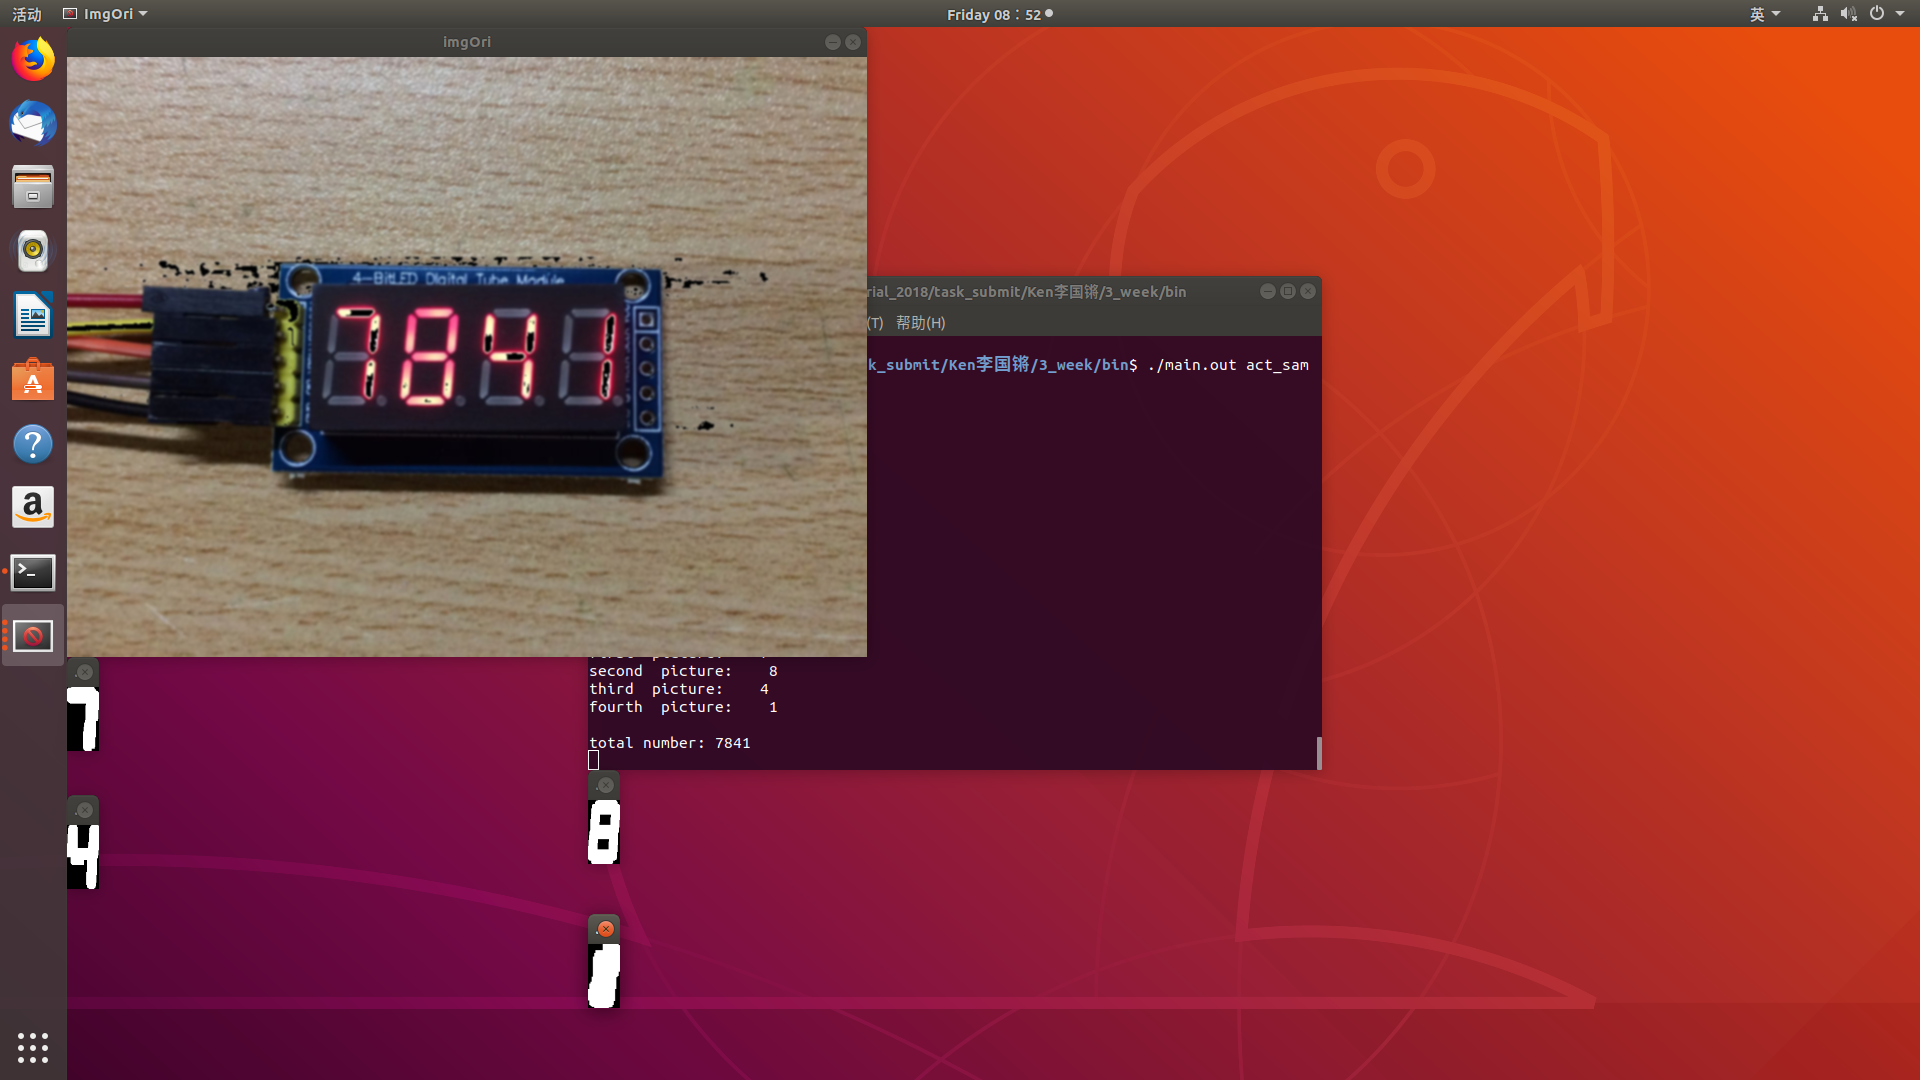 活动 ImgOri Friday 08：52 英
imgOri
4-BitLED Digital Tube Module
7841
rial_2018/task_submit/Ken李国锵/3_week/bin
(T) 帮助(H)
k_submit/Ken李国锵/3_week/bin$ ./main.out act_sam
second picture: 8
third picture: 4
fourth picture: 1
total number: 7841
7
8
4